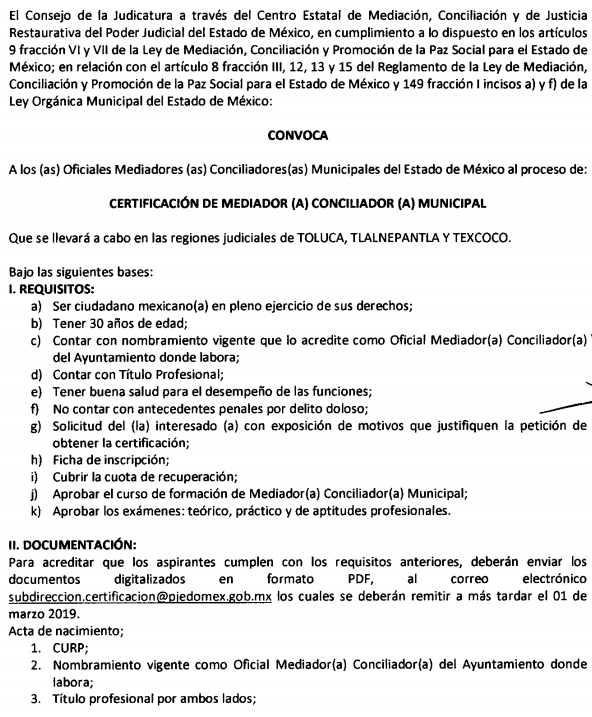 El Consejo de la Judicatura a través del Centro Estatal de Mediación, Conciliación y de Justicia
Restaurativa del Poder Judicial del Estado de México, en cumplimiento a lo dispuesto en los artículos
9 fracción VI y VII de la Ley de Mediación, Conciliación y Promoción de la Paz Social para el Estado de
México; en relación con el artículo 8 fracción III, 12, 13 y 15 del Reglamento de la Ley de Mediación,
Conciliación y Promoción de la Paz Social para el Estado de México y 149 fracción I incisos a) y f) de la
Ley Orgánica Municipal del Estado de México:
CONVOCA
A los (as) Oficiales Mediadores (as) Conciliadores(as) Municipales del Estado de México al proceso de:
CERTIFICACIÓN DE MEDIADOR (A) CONCILIADOR (A) MUNICIPAL
Que se llevará a cabo en las regiones judiciales de TOLUCA, TLALNEPANTLA Y TEXCOCO.
Bajo las siguientes bases:
I. REQUISITOS:
a) Ser ciudadano mexicano(a) en pleno ejercicio de sus derechos;
b) Tener 30 años de edad;
c) Contar con nombramiento vigente que lo acredite como Oficial Mediador(a) Conciliador(a)
del Ayuntamiento donde labora;
d) Contar con Título Profesional;
e) Tener buena salud para el desempeño de las funciones;
f) No contar con antecedentes penales por delito doloso;
g) Solicitud del (la) interesado (a) con exposición de motivos que justifiquen la petición de
obtener la certificación;
h) Ficha de inscripción;
i) Cubrir la cuota de recuperación;
j) Aprobar el curso de formación de Mediador(a) Conciliador(a) Municipal;
k) Aprobar los exámenes: teórico, práctico y de aptitudes profesionales.
II. DOCUMENTACIÓN:
Para acreditar que los aspirantes cumplen con los requisitos anteriores, deberán enviar los
documentos digitalizados en formato PDF, al correo electrónico
subdireccion.certificacion@pjedomex.gob.mx los cuales se deberán remitir a más tardar el 01 de
marzo 2019.
Acta de nacimiento;
1. CURP;
2. Nombramiento vigente como Oficial Mediador(a) Conciliador(a) del Ayuntamiento donde
labora;
3. Título profesional por ambos lados;